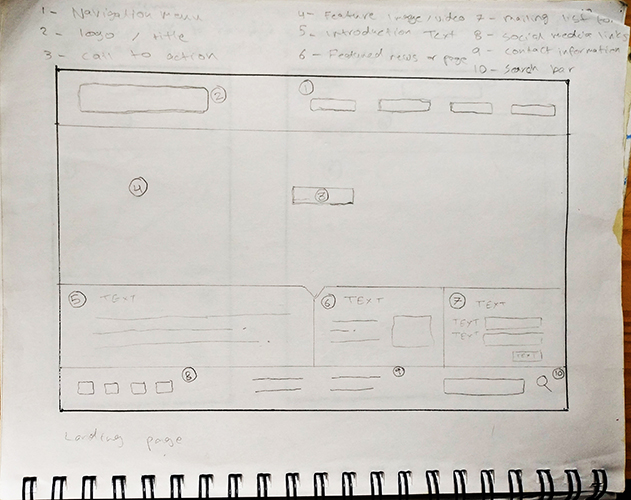 1- Navigation Menu
2 - logo / title
3 - call to action
4- Feature Image/video
5- Introduction Text
6 - Featured news or page
7 - mailing list
8 - social media links
9 - contact information
10 - Search bar
2
1
4
3
5 TEXT
6 TEXT
7 TEXT
TEXT
TEXT
TEXT
8
9
10
Landing page